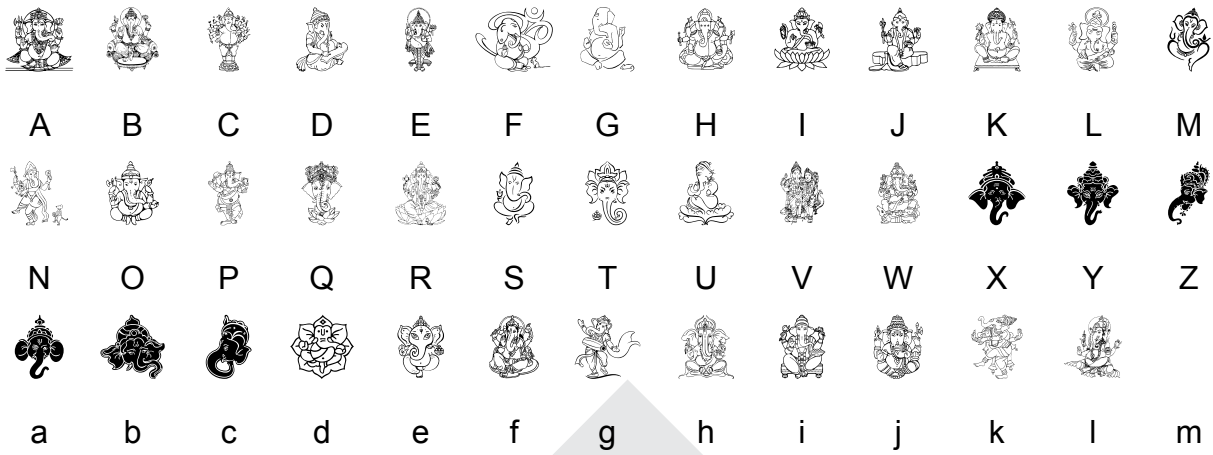 A B C D E F G H I J K L M
N O P Q R S T U V W X Y Z
a b c d e f g h i j k l m